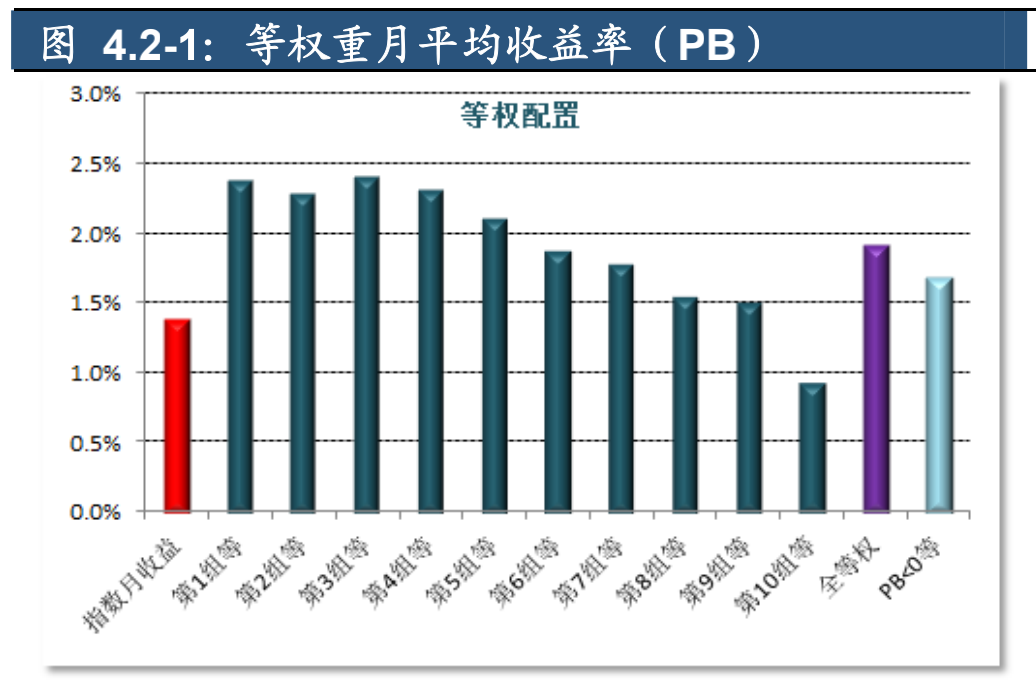 图 4.2-1: 等权重月平均收益率（PB）
等权配置
3.0%
2.5%
2.0%
1.5%
1.0%
0.5%
0.0%
指数月收益
第1组等
第2组等
第3组等
第4组等
第5组等
第6组等
第7组等
第8组等
第9组等
第10组等
全等权
PB<0等